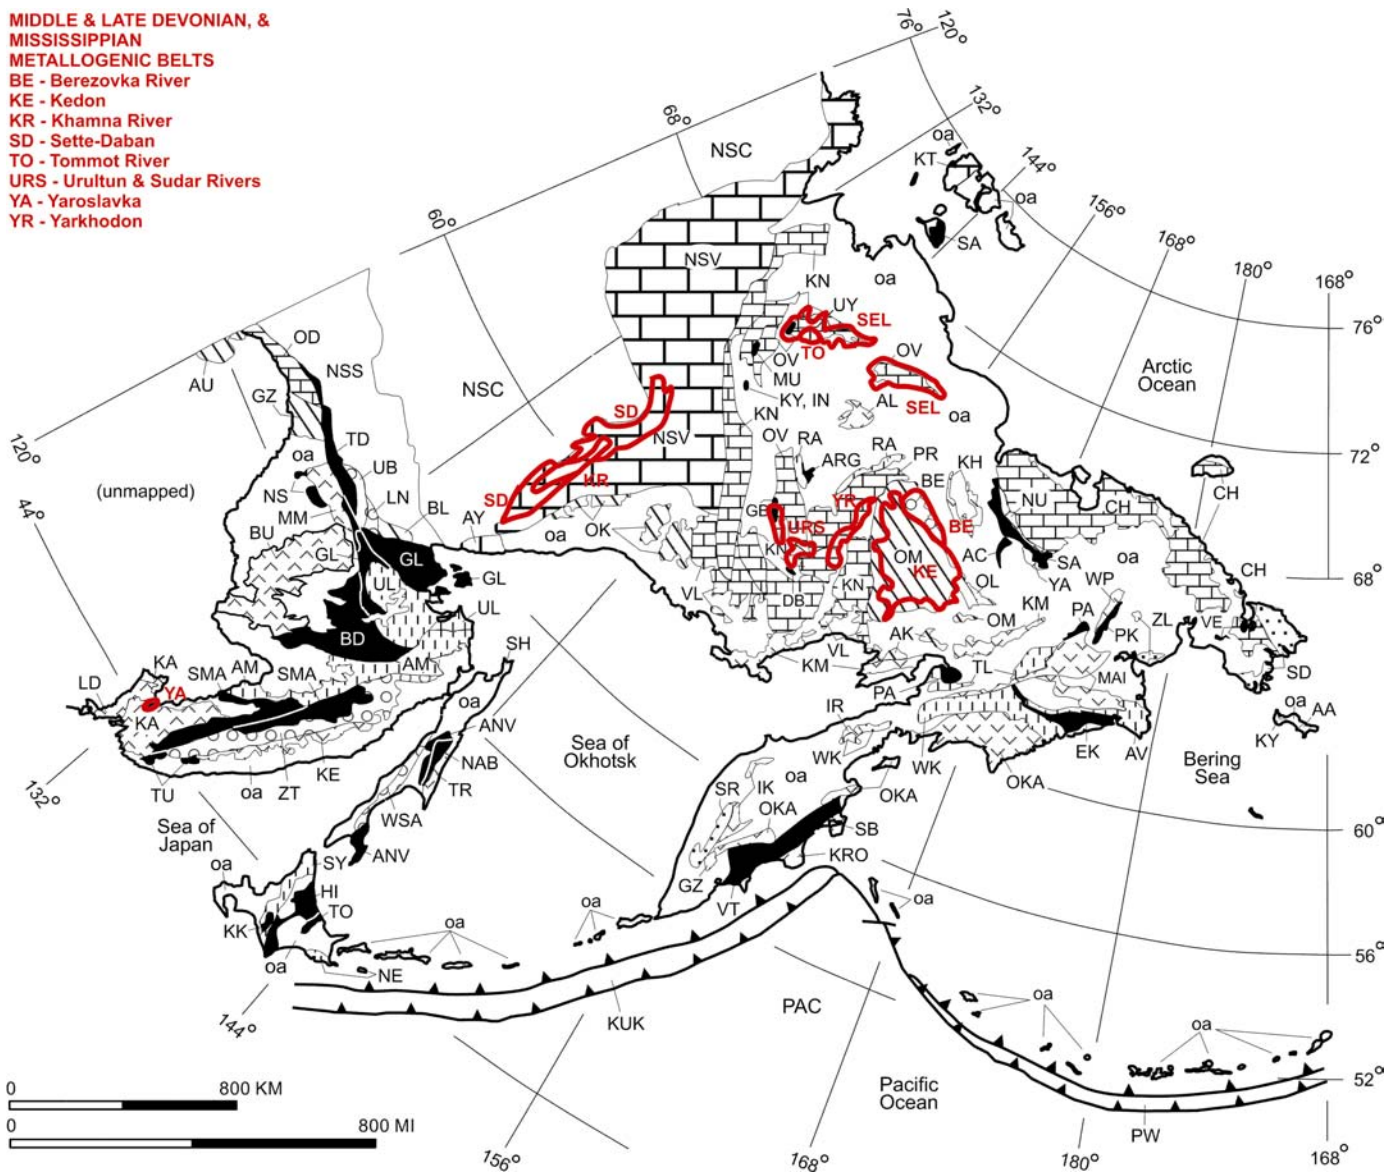 MIDDLE & LATE DEVONIAN, &
MISSISSIPPIAN
METALLOGENIC BELTS
BE - Berezovka River
KE - Kedon
KR - Khamna River
SD - Sette-Daban
TO - Tommot River
URS - Urultun & Sudar Rivers
YA - Yaroslavka
YR - Yarkhodon
76° 120°
132°
68° NSC oa KT 144°
oa 156°
60° SA 168°
NSV oa 180° 168°
KN
UY SEL 76°
OD TO OV OV Arctic
Ocean
AU NSS NSC MU
GZ KY, IN AL SEL
SD KN oa
120° TD NSV OV RA RA
oa UB ARG PR KH 72°
(unmapped) NS LN KR YR BE NU CH CH
MM BL SD GB
44° BU AY OK URS BE
GL GL oa KN OM AC SA oa
GL KE YA WP CH 68°
UL VL DB KN OL KM PA ZL
UL OM VE
BD SH AK PK
KA AM SMA AM KM VL TL MAI SD
LD YA SMA oa PA oa
KA ANV IR AA
Sea of
Okhotsk WK EK AV KY
TU oa ZT KE NAB oa WK Bering
Sea
132° TR SR IK OKA OKA OKA
Sea of
Japan WSA SB 60°
oa ANV KRO
SY GZ
HI VT oa
TO oa
KK oa
oa NE 56°
144° KUK PAC oa
oa
0 800 KM 52°
0 800 MI Pacific
Ocean
PW
156° 168° 180° 168°